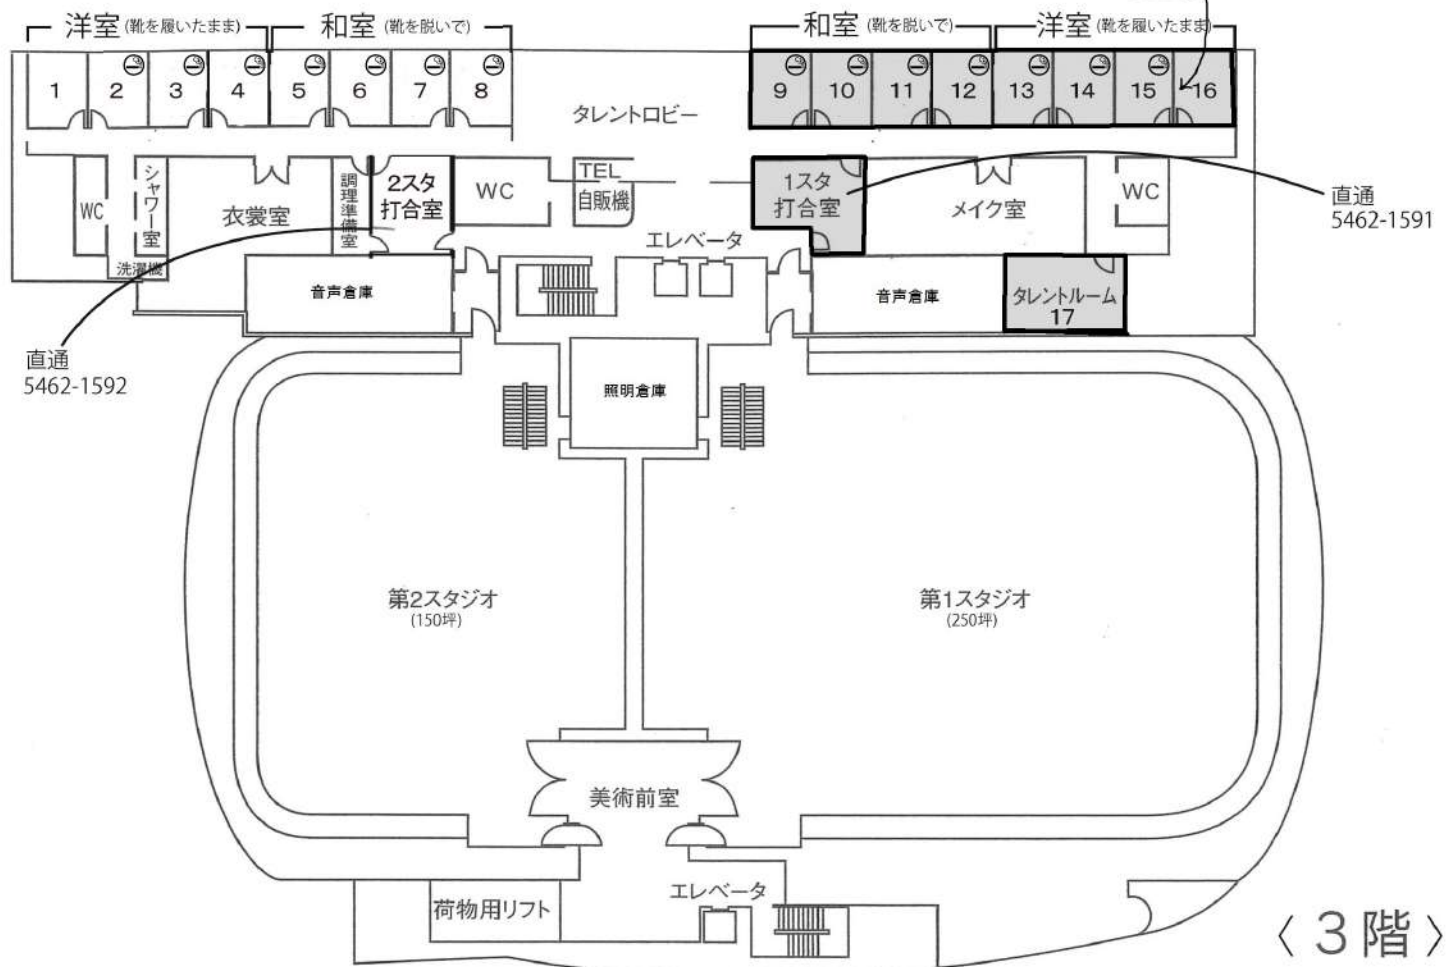 洋室 (靴を履いたまま)
和室 (靴を脱いで)
和室 (靴を脱いで)
洋室 (靴を履いたまま)
1
2
3
4
5
6
7
8
タレントロビー
9
10
11
12
13
14
15
16
WC
シャワー室
洗濯機
衣裳室
調理準備室
2スタ
打合室
WC
TEL
自販機
エレベータ
1スタ
打合室
メイク室
WC
直通
5462-1591
音声倉庫
音声倉庫
タレントルーム
17
直通
5462-1592
照明倉庫
第2スタジオ
(150坪)
第1スタジオ
(250坪)
美術前室
荷物用リフト
エレベータ
〈3階〉